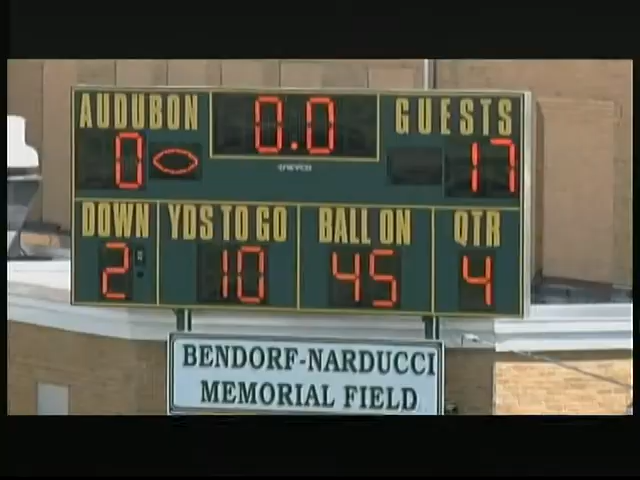 AUDUBON 0.0 GUESTS
0 17
DOWN YDS TO GO BALL ON QTR
2 10 45 4
BENDORF-NARDUCCI
MEMORIAL FIELD